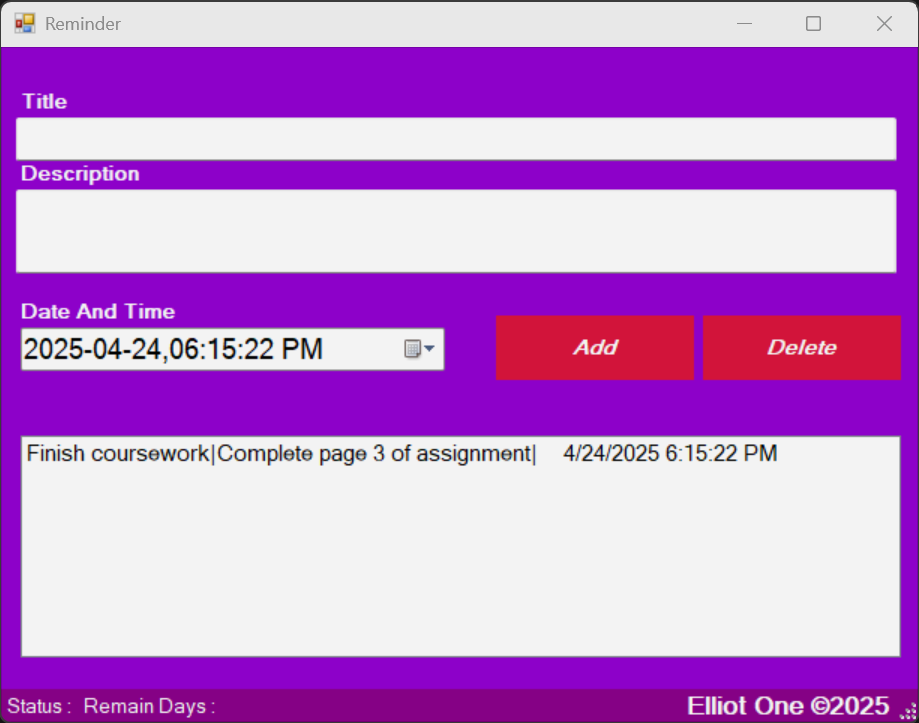 Reminder
Title
Description
Date And Time
2025-04-24,06:15:22 PM
Add Delete
Finish coursework|Complete page 3 of assignment| 4/24/2025 6:15:22 PM
Status : Remain Days : Elliot One ©2025